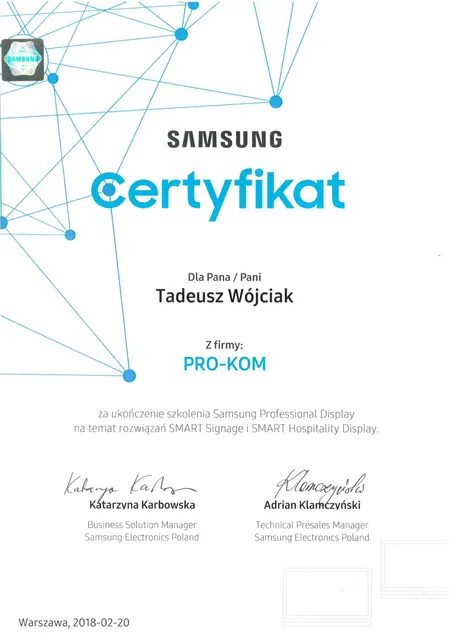 SAMSUNG
SAMSUNG
Certyfikat
Dla Pana / Pani
Tadeusz Wójciak
Z firmy:
PRO-KOM
za ukończenie szkolenia Samsung Professional Display
na temat rozwiązań SMART Signage i SMART Hospitality Display.
Katarzyna Karbowska
Business Solution Manager
Samsung Electronics Poland
Adrian Klamczyński
Technical Presales Manager
Samsung Electronics Poland
Warszawa, 2018-02-20